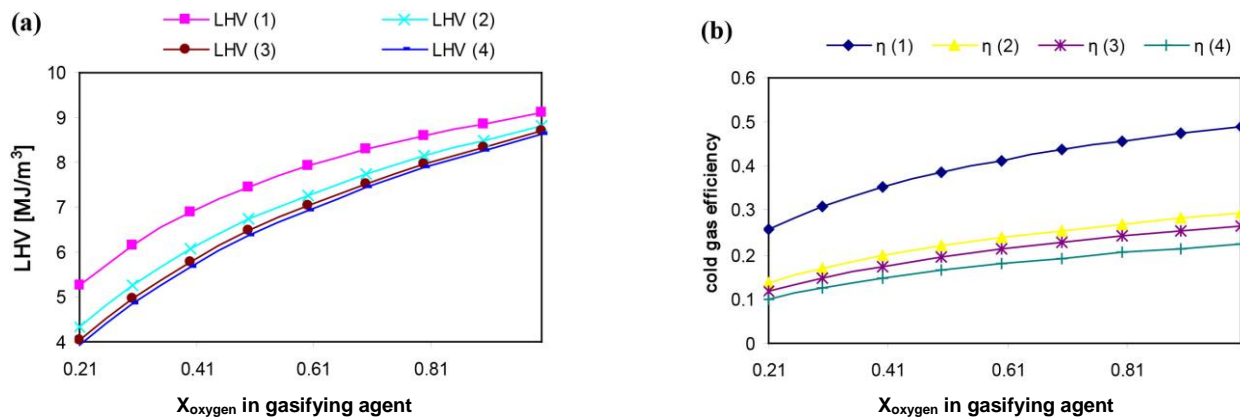 (a)
LHV (1)
LHV (2)
LHV (3)
LHV (4)
LHV [MJ/m³]
10
9
8
7
6
5
4
0.21 0.41 0.61 0.81
Xoxygen in gasifying agent
(b)
η (1) η (2) η (3) η (4)
cold gas efficiency
0.6
0.5
0.4
0.3
0.2
0.1
0
0.21 0.41 0.61 0.81
Xoxygen in gasifying agent